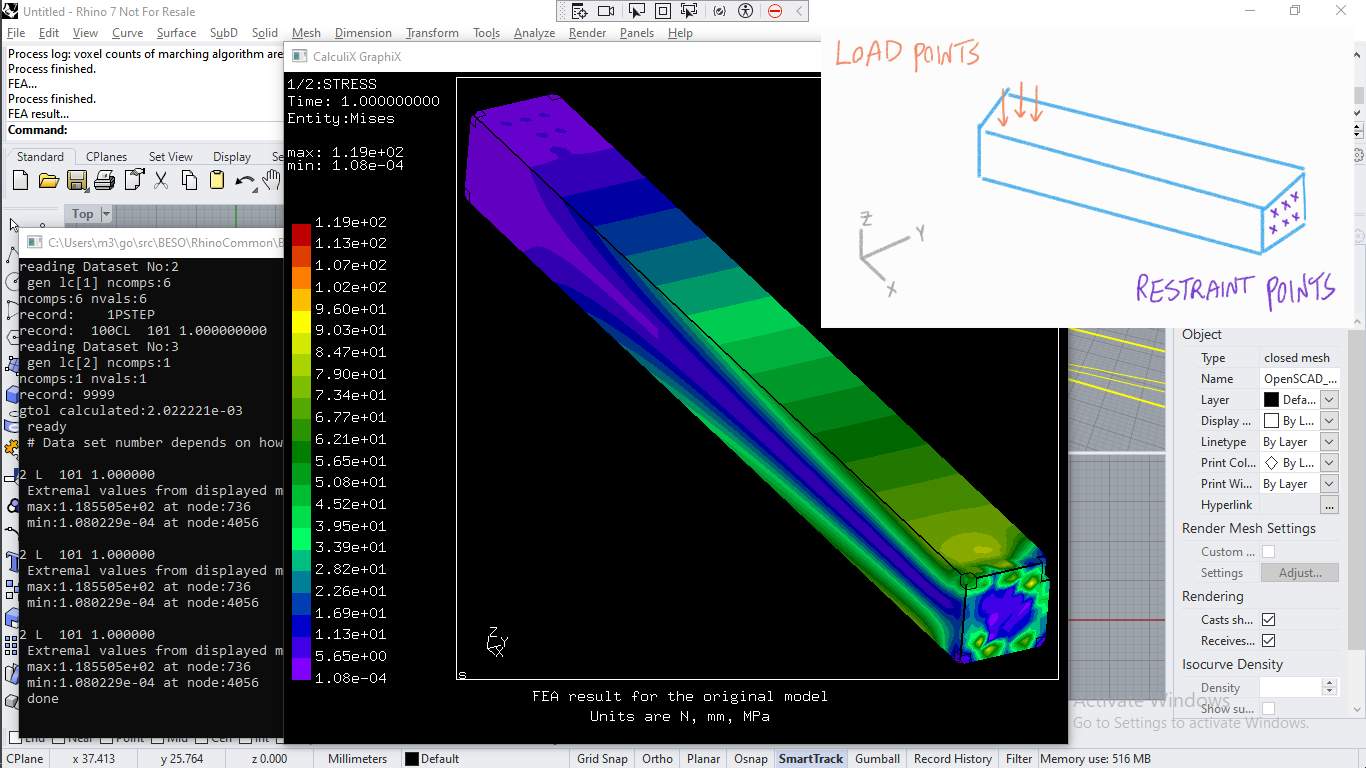 Untitled - Rhino 7 Not For Resale
File Edit View Curve Surface SubD Solid Mesh Dimension Transform Tools Analyze Render Panels Help
Process log: voxel counts of marching algorithm are
Process finished.
FEA...
Process finished.
FEA result...
Command:
Standard CPlanes Set View Display
Top
C:\Users\m3\go\src\BESO\RhinoCommon\
reading Dataset No:2
gen lc[1] ncomps:6
ncomps:6 nvals:6
record: 1PSTEP
record: 100CL 101 1.000000000
reading Dataset No:3
gen lc[2] ncomps:1
ncomps:1 nvals:1
record: 9999
gtol calculated:2.022221e-03
ready
# Data set number depends on how
2 L 101 1.000000
Extremal values from displayed m
max:1.185505e+02 at node:736
min:1.080229e-04 at node:4056
2 L 101 1.000000
Extremal values from displayed m
max:1.185505e+02 at node:736
min:1.080229e-04 at node:4056
2 L 101 1.000000
Extremal values from displayed m
max:1.185505e+02 at node:736
min:1.080229e-04 at node:4056
done
CalculiX GraphiX
1/2:STRESS
Time: 1.000000000
Entity:Mises
max: 1.19e+02
min: 1.08e-04
1.19e+02
1.13e+02
1.07e+02
1.02e+02
9.60e+01
9.03e+01
8.47e+01
7.90e+01
7.34e+01
6.77e+01
6.21e+01
5.65e+01
5.08e+01
4.52e+01
3.95e+01
3.39e+01
2.82e+01
2.26e+01
1.69e+01
1.13e+01
5.65e+00
1.08e-04
Z
Y
X
s
FEA result for the original model
Units are N, mm, MPa
LOAD POINTS
Z
Y
X
RESTRAINT POINTS
Object
Type closed mesh
Name OpenSCAD_...
Layer Defa...
Display ... By L...
Linetype By Layer
Print Col... By L...
Print Wi... By Layer
Hyperlink ...
Render Mesh Settings
Custom ...
Settings Adjust...
Rendering
Casts sh...
Receives...
Isocurve Density
Density
Show su...
Activate Windows
Go to Settings to activate Windows.
End Near Point Mid Cen Int
CPlane x 37.413 y 25.764 z 0.000 Millimeters Default Grid Snap Ortho Planar Osnap SmartTrack Gumball Record History Filter Memory use: 516 MB